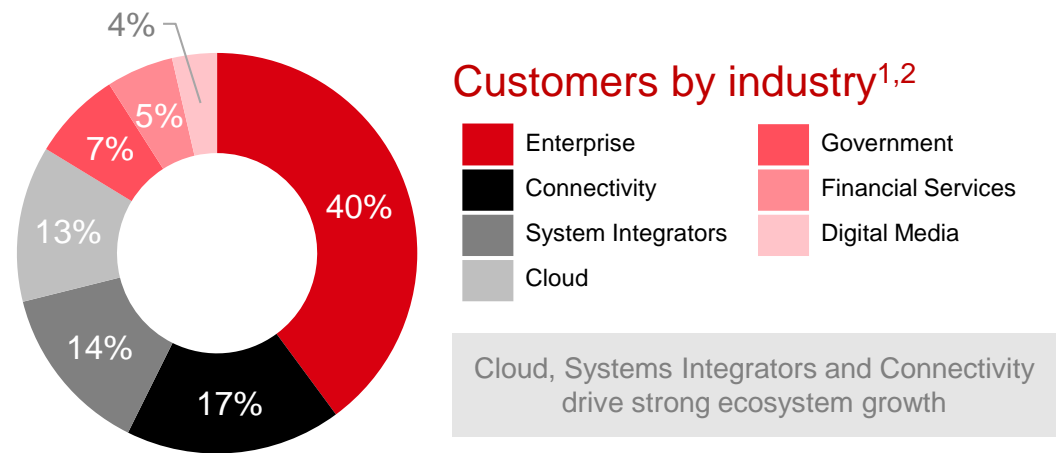 4%
5%
7%
40%
13%
14%
17%
Customers by industry1,2
Enterprise
Government
Connectivity
Financial Services
System Integrators
Digital Media
Cloud
Cloud, Systems Integrators and Connectivity
drive strong ecosystem growth